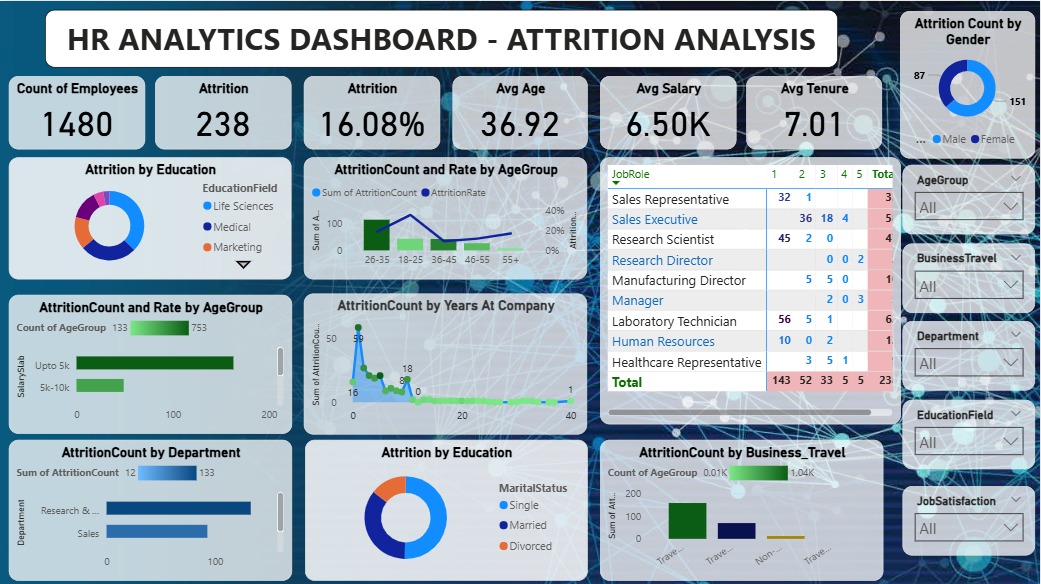 HR ANALYTICS DASHBOARD - ATTRITION ANALYSIS
Count of Employees
1480
Attrition
238
Attrition
16.08%
Avg Age
36.92
Avg Salary
6.50K
Avg Tenure
7.01
Attrition Count by
Gender
87
151
... Male Female
Attrition by Education
EducationField
Life Sciences
Medical
Marketing
AttritionCount and Rate by AgeGroup
Sum of AttritionCount AttritionRate
Sum of A...
100
0
40%
20%
0%
Attrition...
26-35 18-25 36-45 46-55 55+
JobRole 1 2 3 4 5 Tota
Sales Representative 32 1 3
Sales Executive 36 18 4 5
Research Scientist 45 2 0 4
Research Director 0 0 2
Manufacturing Director 5 5 0 1
Manager 2 0 3
Laboratory Technician 56 5 1 6
Human Resources 10 0 2 1
Healthcare Representative 3 5 1
Total 143 52 33 5 5 23
AgeGroup
All
BusinessTravel
All
Department
All
EducationField
All
JobSatisfaction
All
AttritionCount and Rate by AgeGroup
Count of AgeGroup 133 753
SalarySlab
Upto 5k
5k-10k
0 100 200
AttritionCount by Years At Company
Sum of AttritionCou...
50
0
59
16
8
18
0
1
0 20 40
AttritionCount by Department
Sum of AttritionCount 12 133
Department
Research & ...
Sales
0 100
Attrition by Education
MaritalStatus
Single
Married
Divorced
AttritionCount by Business_Travel
Count of AgeGroup 0.01K 1.04K
Sum of Att...
200
100
0
Trave... Trave... Non-... Trave...